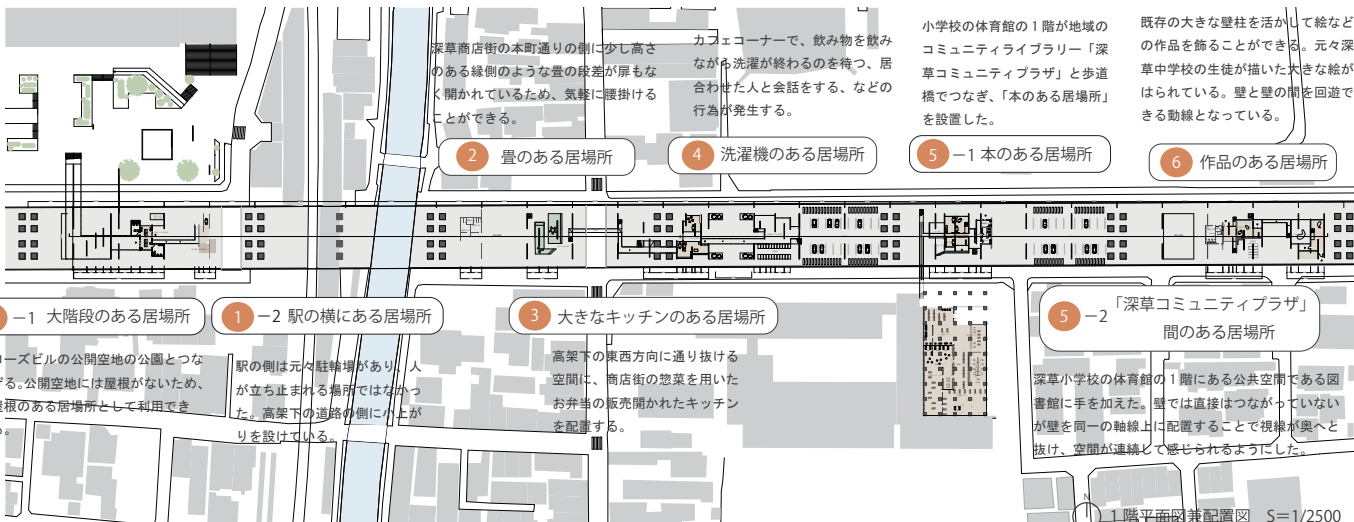 深草商店街の本町通りの側に少し高さ
のある縁側のような畳の段差が扉もな
く開かれているため、気軽に腰掛ける
ことができる。
2 畳のある居場所
カフェコーナーで、飲み物を飲み
ながら洗濯が終わるのを待つ、居
合わせた人と会話をする、などの
行為が発生する。
4 洗濯機のある居場所
小学校の体育館の1階が地域の
コミュニティライブラリー「深
草コミュニティプラザ」と歩道
橋でつなぎ、「本のある居場所」
を設置した。
5 −1 本のある居場所
既存の大きな壁柱を活かして絵など
の作品を飾ることができる。元々深
草中学校の生徒が描いた大きな絵が
はられている。壁と壁の間を回遊で
きる動線となっている。
6 作品のある居場所
−1 大階段のある居場所
ローズビルの公開空地の公園とつな
げる。公開空地には屋根がないため、
屋根のある居場所として利用でき
る。
1 −2 駅の横にある居場所
駅の側は元々駐輪場があり、人
が立ち止まれる場所ではなかっ
た。高架下の道路の側に小上が
りを設けている。
3 大きなキッチンのある居場所
高架下の東西方向に通り抜ける
空間に、商店街の惣菜を用いた
お弁当の販売開かれたキッチン
を配置する。
5 −2 「深草コミュニティプラザ」
間のある居場所
深草小学校の体育館の1階にある公共空間である図
書館に手を加えた。壁では直接はつながっていない
が壁を同一の軸線上に配置することで視線が奥へと
抜け、空間が連続して感じられるようにした。
N
1階平面図兼配置図 S=1/2500